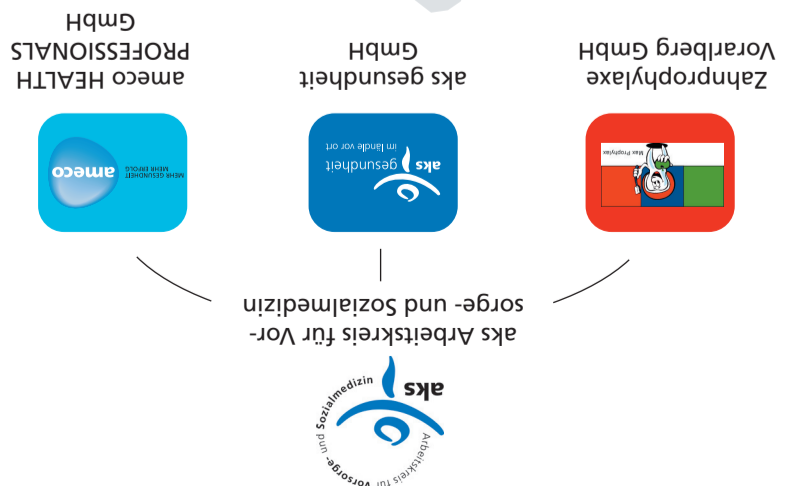 Arbeitskreis für Vorsorge- und Sozialmedizin
aks
aks Arbeitskreis für Vor-
sorge- und Sozialmedizin
Max Prophylax
aks gesundheit
im ländle vort ort
MEHR GESUNDHEIT
MEHR ERFOLG
ameco
Zahnprophylaxe
Vorarlberg GmbH
aks gesundheit
GmbH
ameco HEALTH
PROFESSIONALS
GmbH